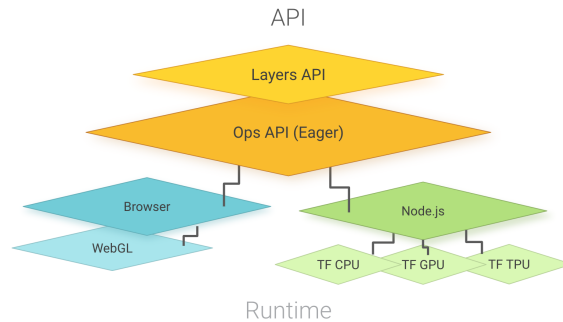 API
Layers API
Ops API (Eager)
Browser
Node.js
WebGL
TF CPU
TF GPU
TF TPU
Runtime